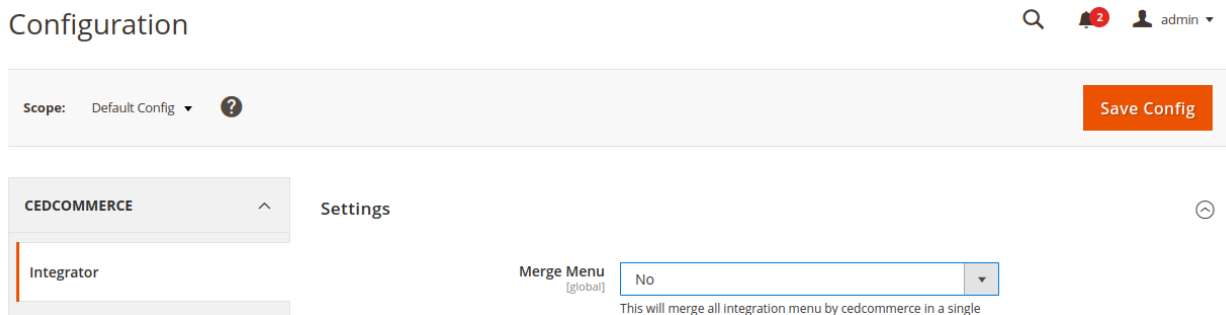 Configuration
2
admin
Scope: Default Config ?
Save Config
CEDCOMMERCE
Settings
Integrator
Merge Menu No
[global]
This will merge all integration menu by cedcommerce in a single